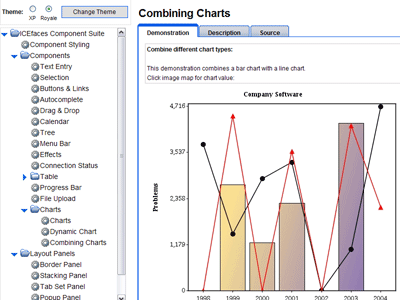 Theme:
XP Royale
Change Theme
ICEfaces Component Suite
Component Styling
Components
Text Entry
Selection
Buttons & Links
Autocomplete
Drag & Drop
Calendar
Tree
Menu Bar
Effects
Connection Status
Table
Progress Bar
File Upload
Charts
Charts
Dynamic Chart
Combining Charts
Layout Panels
Border Panel
Stacking Panel
Tab Set Panel
Popup Panel
Combining Charts
Demonstration Description Source
Combine different chart types:
This demonstration combines a bar chart with a line chart.
Click image map for chart value:
Company Software
Problems
4,716
3,537
2,358
1,179
0
1998 1999 2000 2001 2002 2003 2004